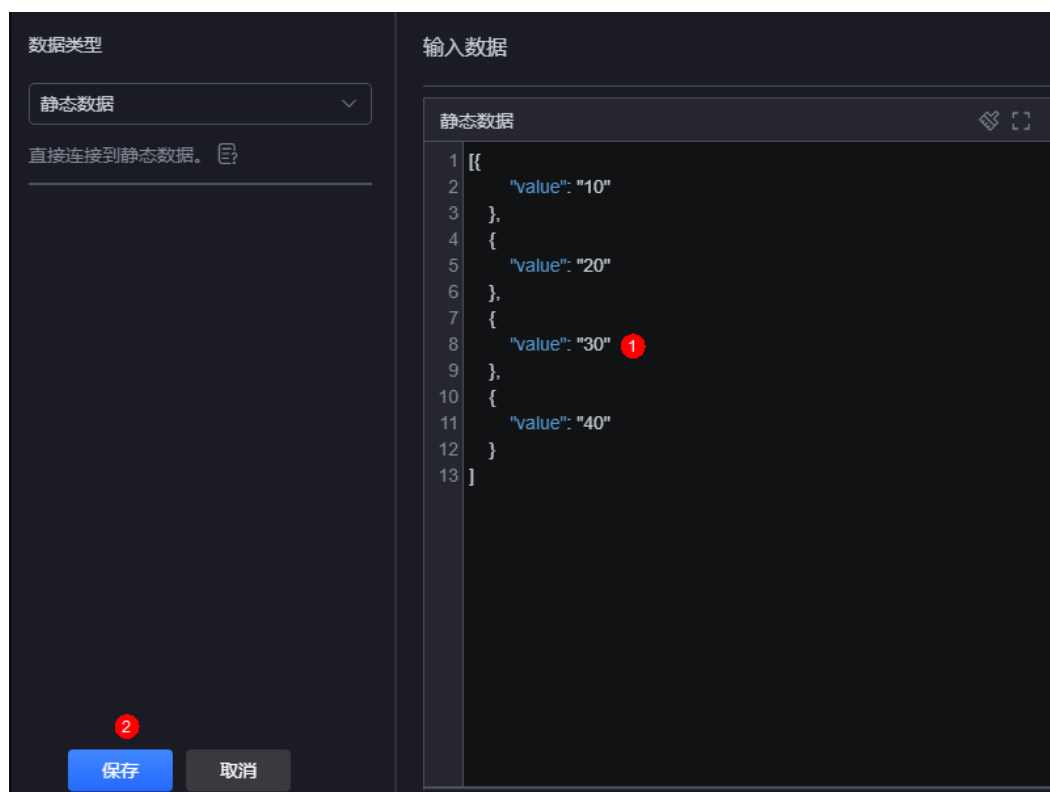 数据类型
静态数据
直接连接到静态数据。
2
保存 取消
输入数据
静态数据
1 [{
2 "value": "10"
3 },
4 {
5 "value": "20"
6 },
7 {
8 "value": "30" 1
9 },
10 {
11 "value": "40"
12 }
13 ]